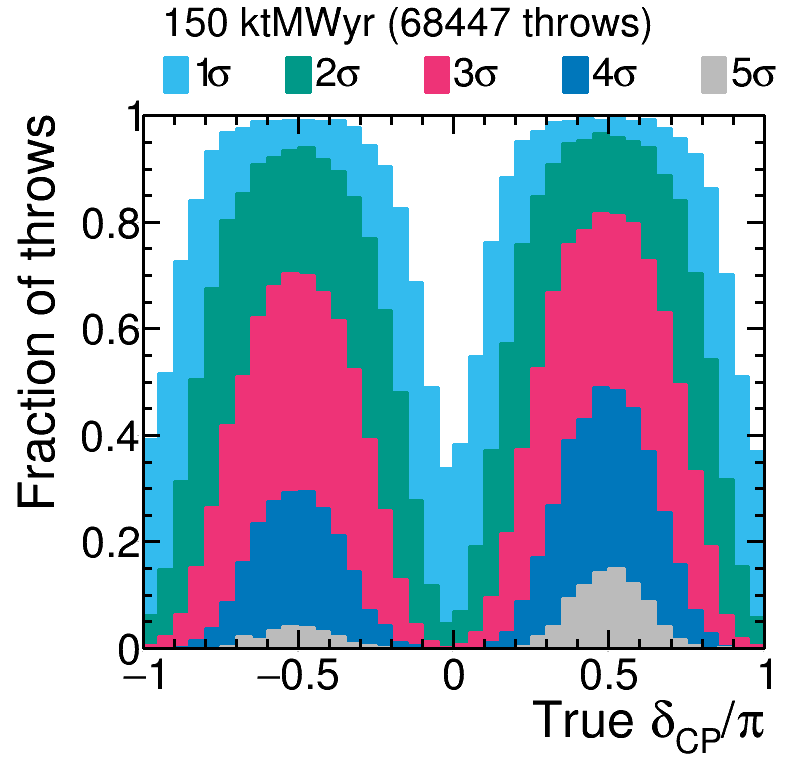 150 ktMWyr (68447 throws)
1σ 2σ 3σ 4σ 5σ
Fraction of throws
1
0.8
0.6
0.4
0.2
0
−1 −0.5 0 0.5 1
True δCP/π